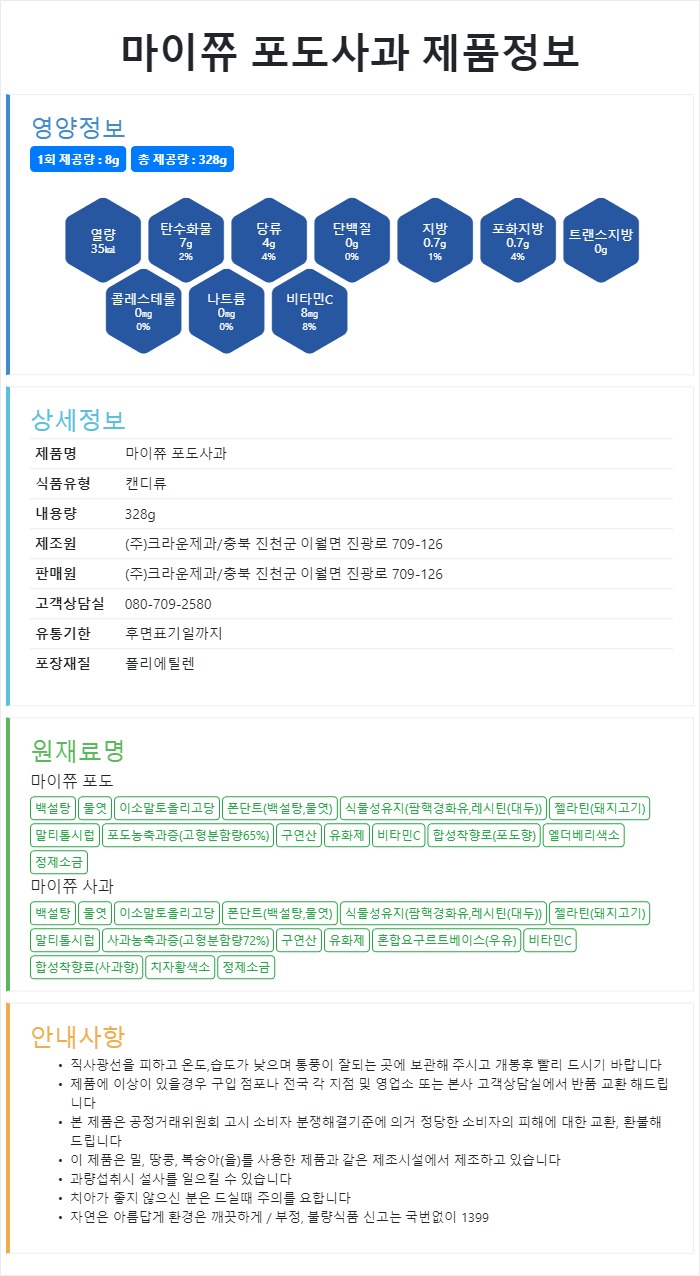 마이쮸 포도사과 제품정보
영양정보
1회 제공량 : 8g 총 제공량 : 328g
열량 35㎉
탄수화물 7g 2%
당류 4g 4%
단백질 0g 0%
지방 0.7g 1%
포화지방 0.7g 4%
트랜스지방 0g
콜레스테롤 0㎎ 0%
나트륨 0㎎ 0%
비타민C 8㎎ 8%
상세정보
제품명 마이쮸 포도사과
식품유형 캔디류
내용량 328g
제조원 (주)크라운제과/충북 진천군 이월면 진광로 709-126
판매원 (주)크라운제과/충북 진천군 이월면 진광로 709-126
고객상담실 080-709-2580
유통기한 후면표기일까지
포장재질 폴리에틸렌
원재료명
마이쮸 포도
백설탕 물엿 이소말토올리고당 폰단트(백설탕,물엿) 식물성유지(팜핵경화유,레시틴(대두)) 젤라틴(돼지고기)
말티톨시럽 포도농축과즙(고형분함량65%) 구연산 유화제 비타민C 합성착향로(포도향) 엘더베리색소
정제소금
마이쮸 사과
백설탕 물엿 이소말토올리고당 폰단트(백설탕,물엿) 식물성유지(팜핵경화유,레시틴(대두)) 젤라틴(돼지고기)
말티톨시럽 사과농축과즙(고형분함량72%) 구연산 유화제 혼합요구르트베이스(우유) 비타민C
합성착향료(사과향) 치자황색소 정제소금
안내사항
• 직사광선을 피하고 온도,습도가 낮으며 통풍이 잘되는 곳에 보관해 주시고 개봉후 빨리 드시기 바랍니다
• 제품에 이상이 있을경우 구입 점포나 전국 각 지점 및 영업소 또는 본사 고객상담실에서 반품 교환 해드립
니다
• 본 제품은 공정거래위원회 고시 소비자 분쟁해결기준에 의거 정당한 소비자의 피해에 대한 교환, 환불해
드립니다
• 이 제품은 밀, 땅콩, 복숭아(을)를 사용한 제품과 같은 제조시설에서 제조하고 있습니다
• 과량섭취시 설사를 일으킬 수 있습니다
• 치아가 좋지 않으신 분은 드실때 주의를 요합니다
• 자연은 아름답게 환경은 깨끗하게 / 부정, 불량식품 신고는 국번없이 1399